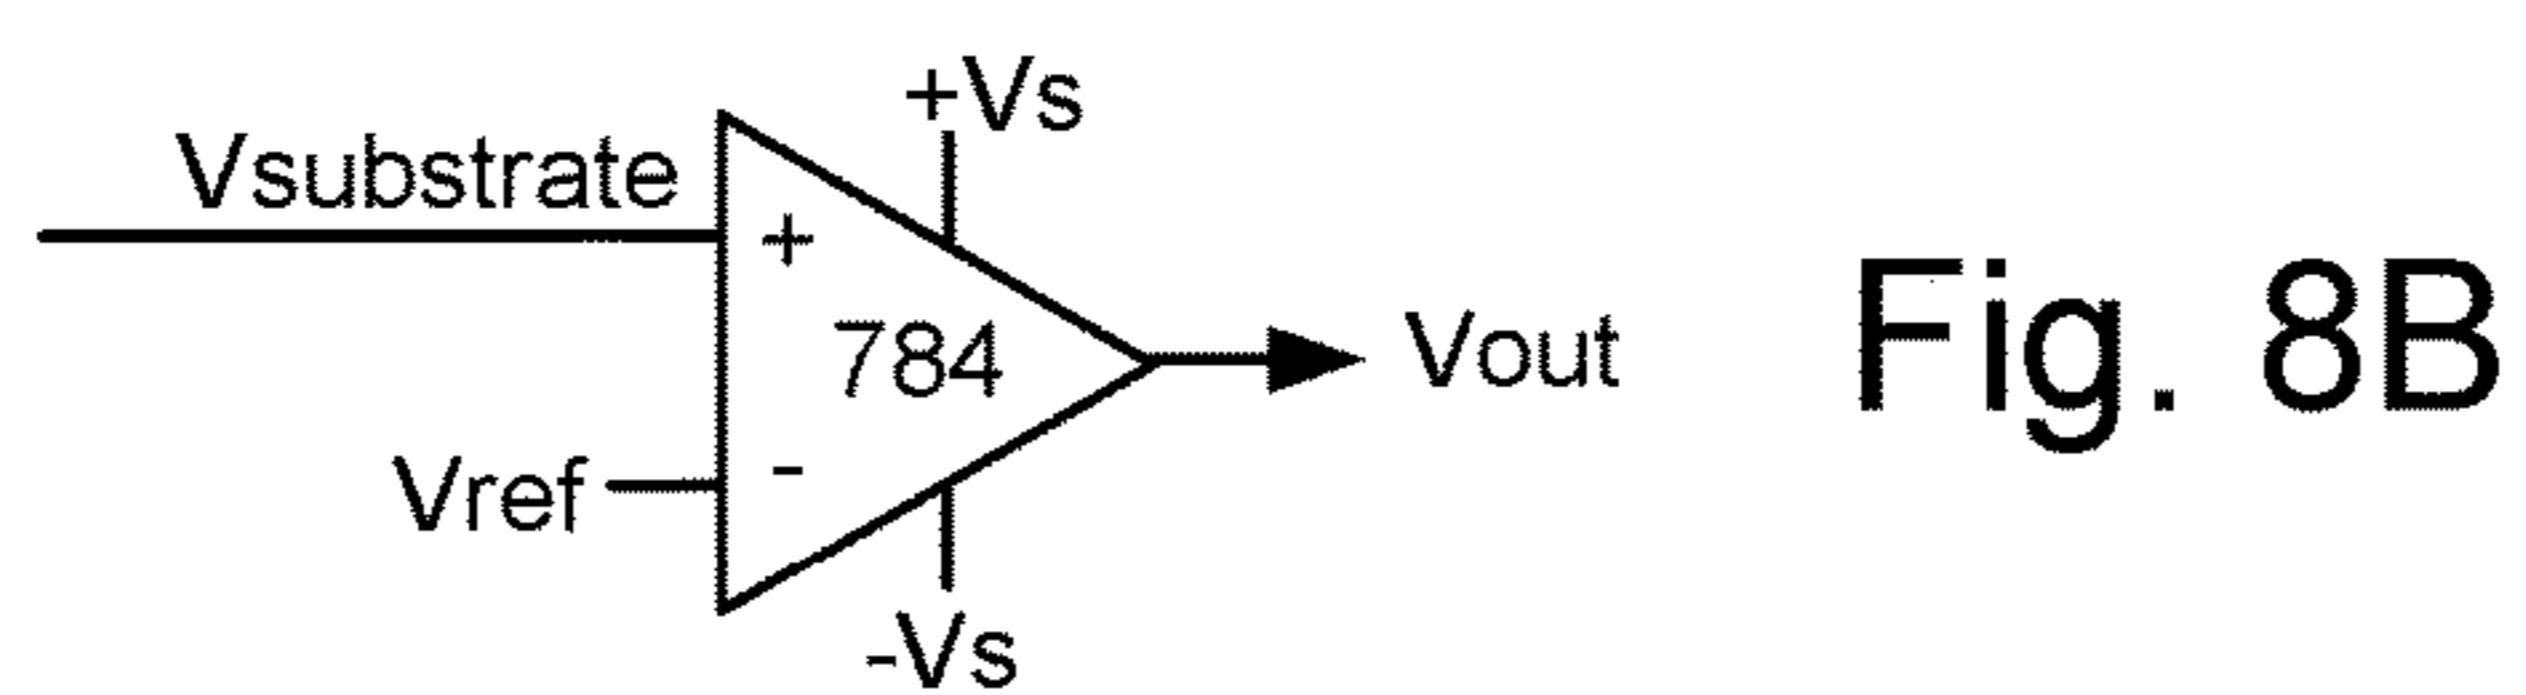 +Vs
Vsubstrate
+
784
Vout
Fig. 8B
-
Vref
-Vs